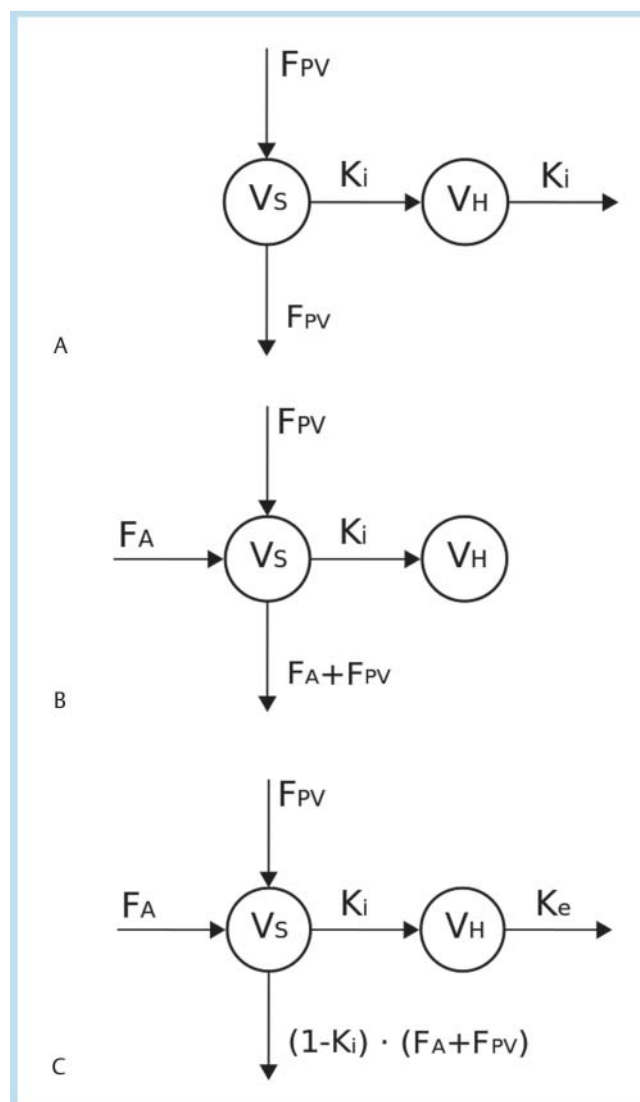 FPV
VS
Ki
VH
Ki
FPV
A
FPV
FA
VS
Ki
VH
FA+FPV
B
FPV
FA
VS
Ki
VH
Ke
(1-Ki) · (FA+FPV)
C